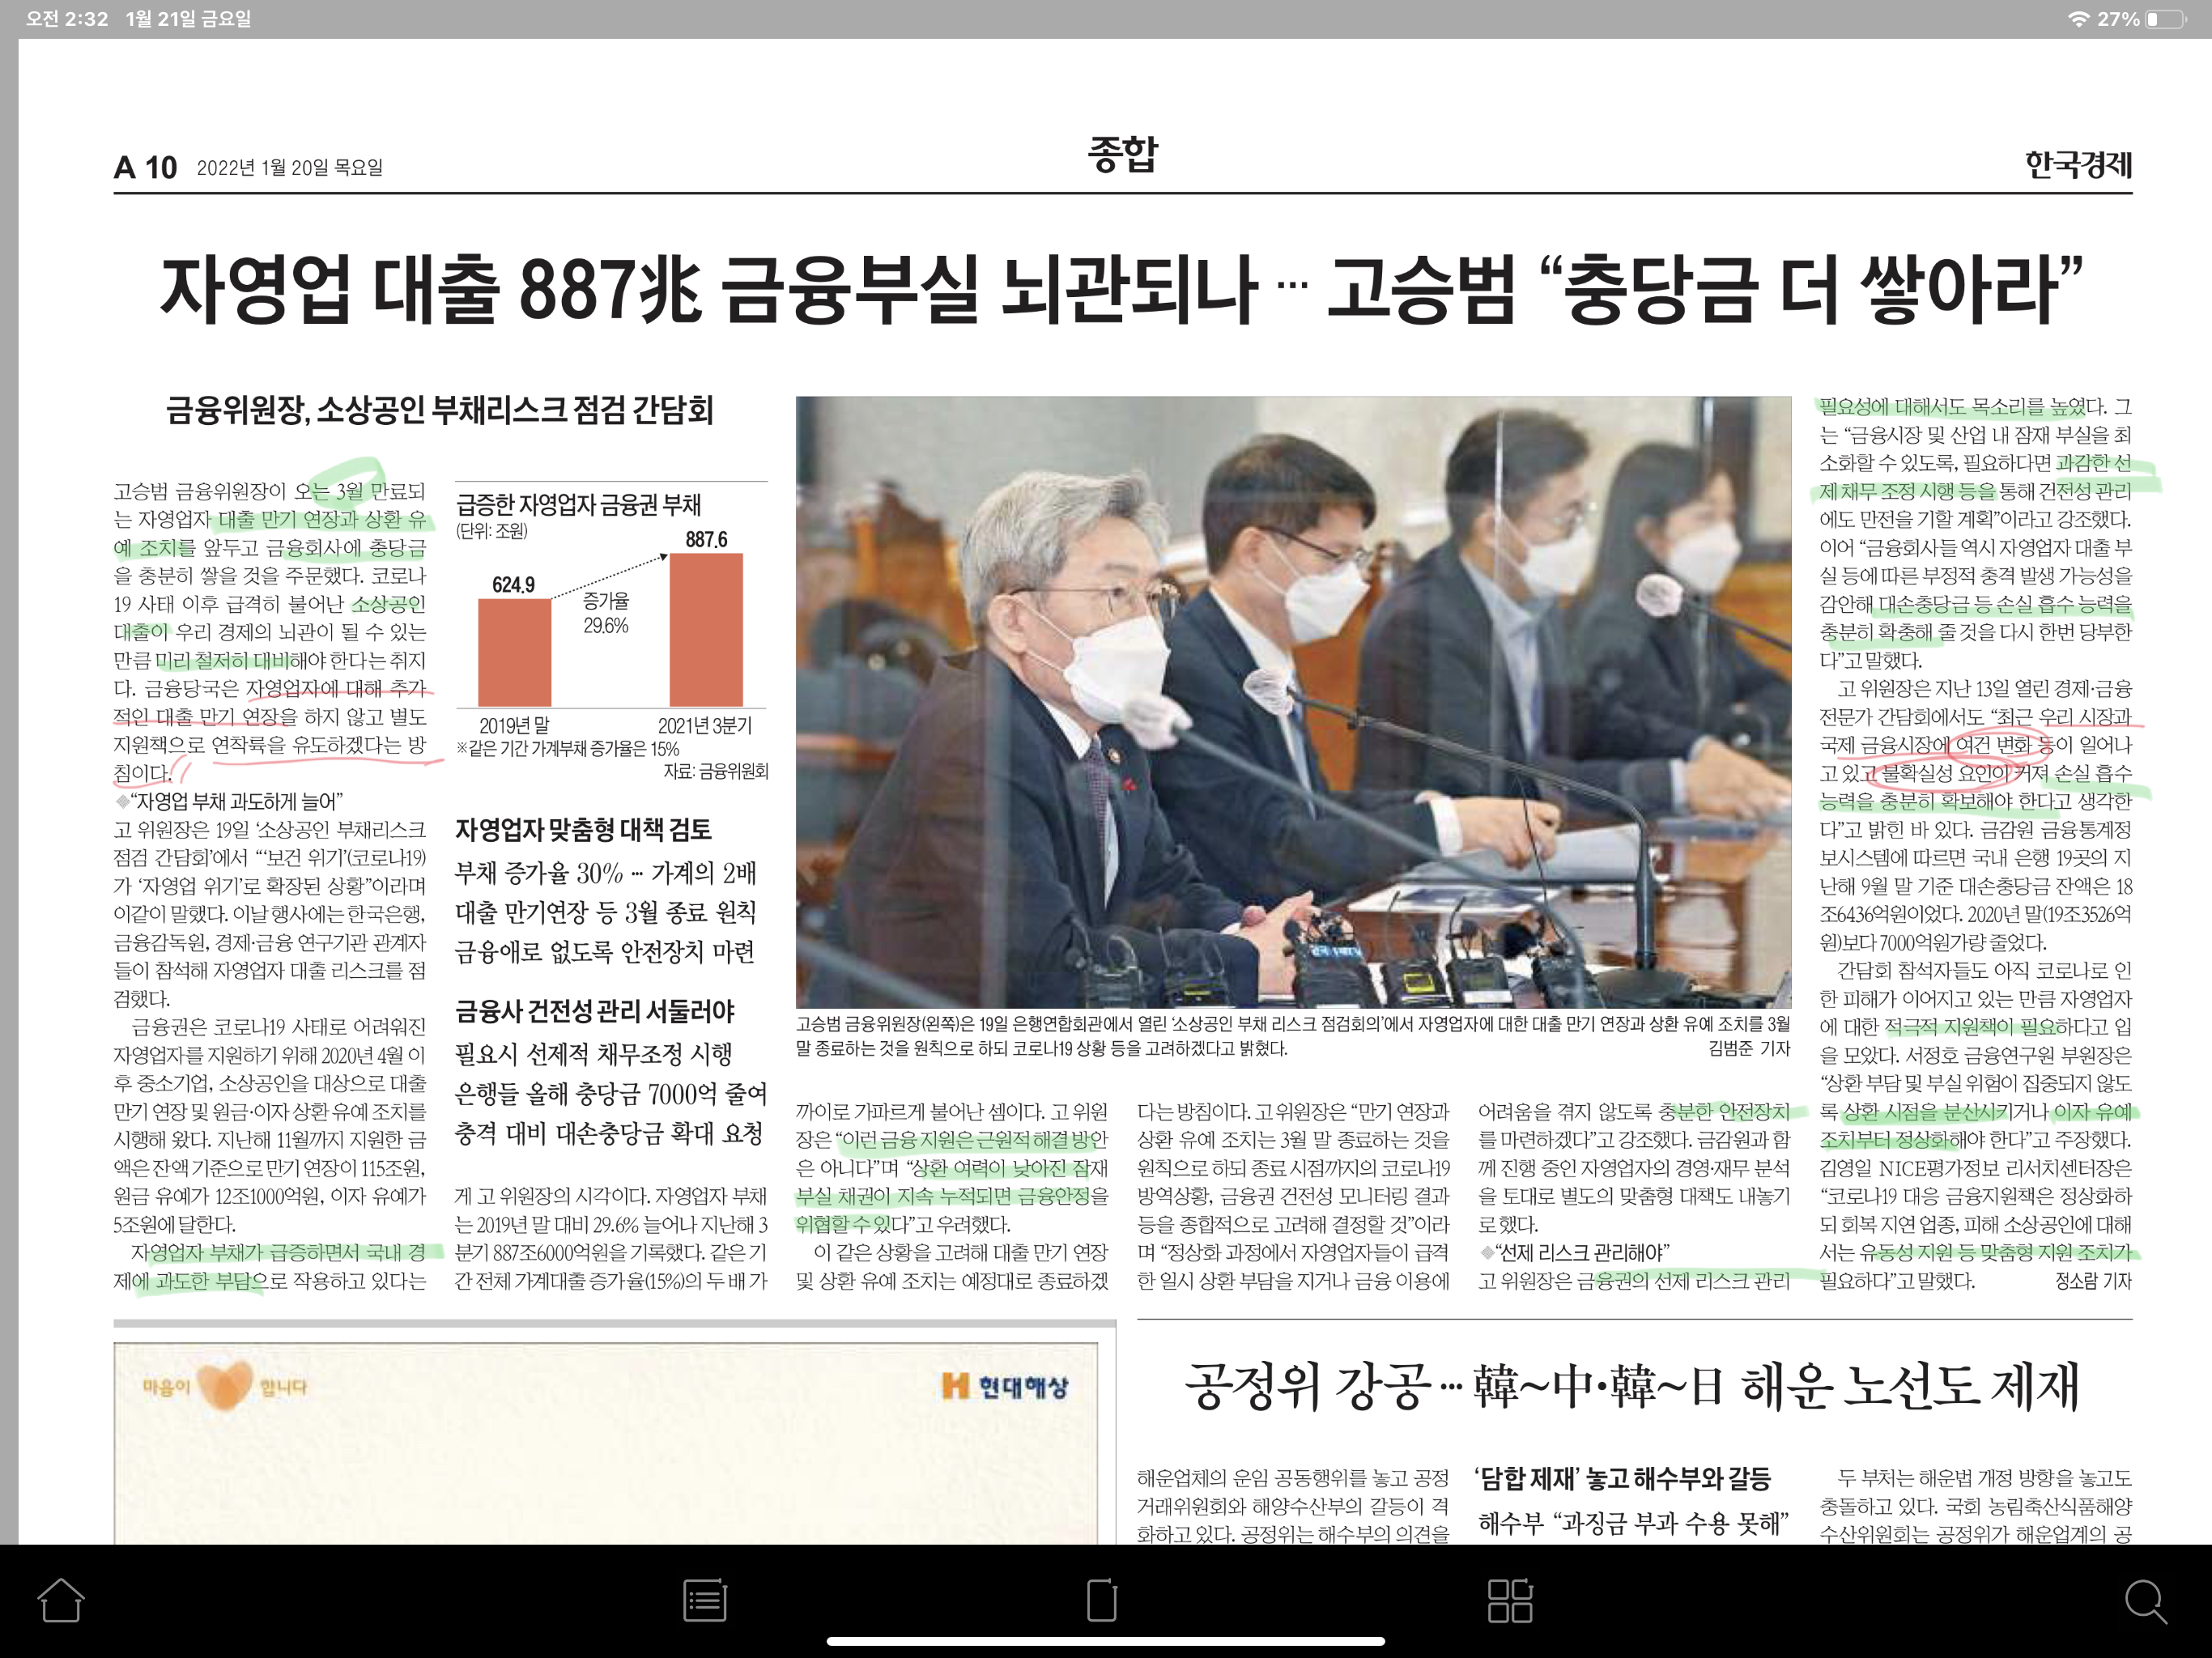 오전 2:32 1월 21일 금요일
27%
A 10 2022년 1월 20일 목요일
종합
한국경제
자영업 대출 887兆 금융부실 뇌관되나 … 고승범 “충당금 더 쌓아라”
금융위원장, 소상공인 부채리스크 점검 간담회
고승범 금융위원장이 오는 3월 만료되
는 자영업자 대출 만기 연장과 상환 유
예 조치를 앞두고 금융회사에 충당금
을 충분히 쌓을 것을 주문했다. 코로나
19 사태 이후 급격히 불어난 소상공인
대출이 우리 경제의 뇌관이 될 수 있는
만큼 미리 철저히 대비해야 한다는 취지
다. 금융당국은 자영업자에 대해 추가
적인 대출 만기 연장을 하지 않고 별도
지원책으로 연착륙을 유도하겠다는 방
침이다.
◆“자영업 부채 과도하게 늘어”
고 위원장은 19일 ‘소상공인 부채리스크
점검 간담회’에서 “‘보건 위기’(코로나19)
가 ‘자영업 위기’로 확장된 상황”이라며
이같이 말했다. 이날 행사에는 한국은행,
금융감독원, 경제·금융 연구기관 관계자
들이 참석해 자영업자 대출 리스크를 점
검했다.
금융권은 코로나19 사태로 어려워진
자영업자를 지원하기 위해 2020년 4월 이
후 중소기업, 소상공인을 대상으로 대출
만기 연장 및 원금·이자 상환 유예 조치를
시행해 왔다. 지난해 11월까지 지원한 금
액은 잔액 기준으로 만기 연장이 115조원,
원금 유예가 12조1000억원, 이자 유예가
5조원에 달한다.
자영업자 부채가 급증하면서 국내 경
제에 과도한 부담으로 작용하고 있다는
급증한 자영업자 금융권 부채
(단위: 조원)
887.6
624.9
증가율
29.6%
2019년 말 2021년 3분기
※같은 기간 가계부채 증가율은 15%
자료: 금융위원회
자영업자 맞춤형 대책 검토
부채 증가율 30% … 가계의 2배
대출 만기연장 등 3월 종료 원칙
금융애로 없도록 안전장치 마련
금융사 건전성 관리 서둘러야
필요시 선제적 채무조정 시행
은행들 올해 충당금 7000억 줄여
충격 대비 대손충당금 확대 요청
게 고 위원장의 시각이다. 자영업자 부채
는 2019년 말 대비 29.6% 늘어나 지난해 3
분기 887조6000억원을 기록했다. 같은 기
간 전체 가계대출 증가율(15%)의 두 배 가
고승범 금융위원장(왼쪽)은 19일 은행연합회관에서 열린 ‘소상공인 부채 리스크 점검회의’에서 자영업자에 대한 대출 만기 연장과 상환 유예 조치를 3월
말 종료하는 것을 원칙으로 하되 코로나19 상황 등을 고려하겠다고 밝혔다. 김범준 기자
까이로 가파르게 불어난 셈이다. 고 위원
장은 “이런 금융 지원은 근원적 해결 방안
은 아니다”며 “상환 여력이 낮아진 잠재
부실 채권이 지속 누적되면 금융안정을
위협할 수 있다”고 우려했다.
이 같은 상황을 고려해 대출 만기 연장
및 상환 유예 조치는 예정대로 종료하겠
다는 방침이다. 고 위원장은 “만기 연장과
상환 유예 조치는 3월 말 종료하는 것을
원칙으로 하되 종료 시점까지의 코로나19
방역상황, 금융권 건전성 모니터링 결과
등을 종합적으로 고려해 결정할 것”이라
며 “정상화 과정에서 자영업자들이 급격
한 일시 상환 부담을 지거나 금융 이용에
어려움을 겪지 않도록 충분한 안전장치
를 마련하겠다”고 강조했다. 금감원과 함
께 진행 중인 자영업자의 경영·재무 분석
을 토대로 별도의 맞춤형 대책도 내놓기
로 했다.
◆“선제 리스크 관리해야”
고 위원장은 금융권의 선제 리스크 관리
필요성에 대해서도 목소리를 높였다. 그
는 “금융시장 및 산업 내 잠재 부실을 최
소화할 수 있도록, 필요하다면 과감한 선
제 채무 조정 시행 등을 통해 건전성 관리
에도 만전을 기할 계획”이라고 강조했다.
이어 “금융회사들 역시 자영업자 대출 부
실 등에 따른 부정적 충격 발생 가능성을
감안해 대손충당금 등 손실 흡수 능력을
충분히 확충해 줄 것을 다시 한번 당부한
다”고 말했다.
고 위원장은 지난 13일 열린 경제·금융
전문가 간담회에서도 “최근 우리 시장과
국제 금융시장에 여건 변화 등이 일어나
고 있고 불확실성 요인이 커져 손실 흡수
능력을 충분히 확보해야 한다고 생각한
다”고 밝힌 바 있다. 금감원 금융통계정
보시스템에 따르면 국내 은행 19곳의 지
난해 9월 말 기준 대손충당금 잔액은 18
조6436억원이었다. 2020년 말(19조3526억
원)보다 7000억원가량 줄었다.
간담회 참석자들도 아직 코로나로 인
한 피해가 이어지고 있는 만큼 자영업자
에 대한 적극적 지원책이 필요하다고 입
을 모았다. 서정호 금융연구원 부원장은
“상환 부담 및 부실 위험이 집중되지 않도
록 상환 시점을 분산시키거나 이자 유예
조치부터 정상화해야 한다”고 주장했다.
김영일 NICE평가정보 리서치센터장은
“코로나19 대응 금융지원책은 정상화하
되 회복 지연 업종, 피해 소상공인에 대해
서는 유동성 지원 등 맞춤형 지원 조치가
필요하다”고 말했다. 정소람 기자
마음이 합니다
현대해상
공정위 강공 … 韓~中·韓~日 해운 노선도 제재
해운업체의 운임 공동행위를 놓고 공정
거래위원회와 해양수산부의 갈등이 격
화하고 있다. 공정위는 해수부의 의견을
‘담합 제재’ 놓고 해수부와 갈등
해수부 “과징금 부과 수용 못해”
두 부처는 해운법 개정 방향을 놓고도
충돌하고 있다. 국회 농림축산식품해양
수산위원회는 공정위가 해운업계의 공